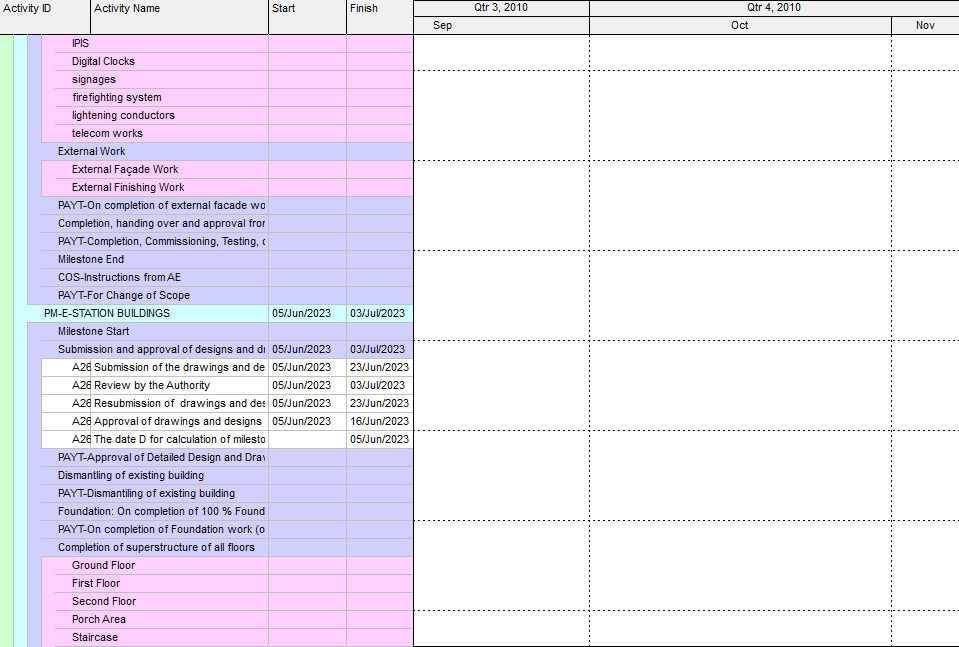 Activity ID Activity Name Start Finish Qtr 3, 2010 Qtr 4, 2010
Sep Oct Nov
IPIS
Digital Clocks
signages
firefighting system
lightening conductors
telecom works
External Work
External Façade Work
External Finishing Work
PAYT-On completion of external facade wo
Completion, handing over and approval fror
PAYT-Completion, Commissioning, Testing, c
Milestone End
COS-Instructions from AE
PAYT-For Change of Scope
PM-E-STATION BUILDINGS 05/Jun/2023 03/Jul/2023
Milestone Start
Submission and approval of designs and dr 05/Jun/2023 03/Jul/2023
A26 Submission of the drawings and de 05/Jun/2023 23/Jun/2023
A26 Review by the Authority 05/Jun/2023 03/Jul/2023
A26 Resubmission of drawings and des 05/Jun/2023 23/Jun/2023
A26 Approval of drawings and designs 05/Jun/2023 16/Jun/2023
A26 The date D for calculation of milesto 05/Jun/2023
PAYT-Approval of Detailed Design and Drav
Dismantling of existing building
PAYT-Dismantiling of existing building
Foundation: On completion of 100 % Found
PAYT-On completion of Foundation work (o
Completion of superstructure of all floors
Ground Floor
First Floor
Second Floor
Porch Area
Staircase